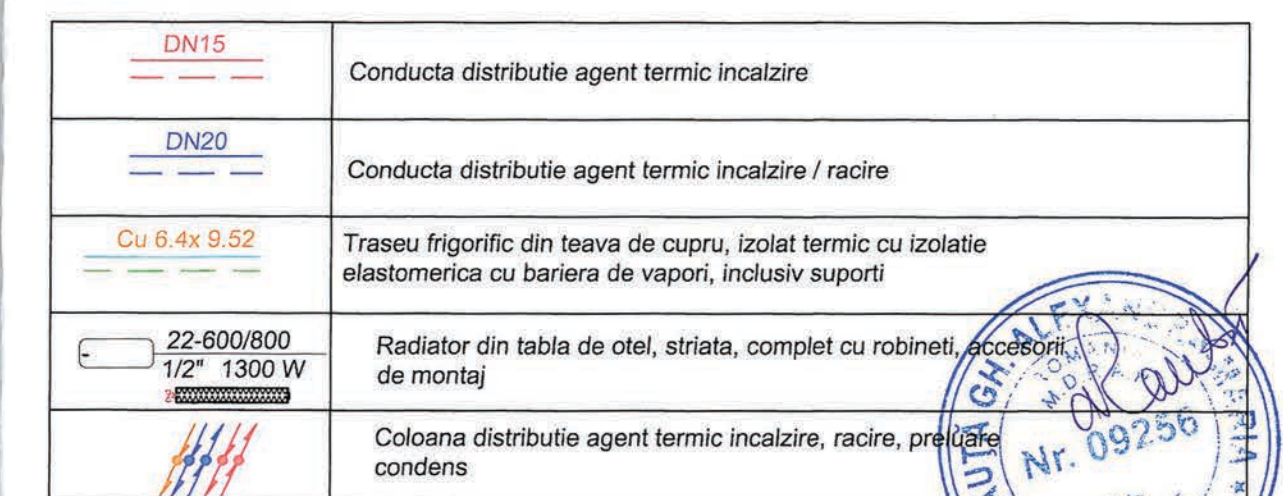 DN15
Conducta distributie agent termic incalzire
DN20
Conducta distributie agent termic incalzire / racire
Cu 6.4x 9.52
Traseu frigorific din teava de cupru, izolat termic cu izolatie
elastomerica cu bariera de vapori, inclusiv suporti
22-600/800
1/2" 1300 W
Radiator din tabla de otel, striata, complet cu robineti, accesorii
de montaj
Coloana distributie agent termic incalzire, racire, preluare
condens
GH.
Nr. 09256